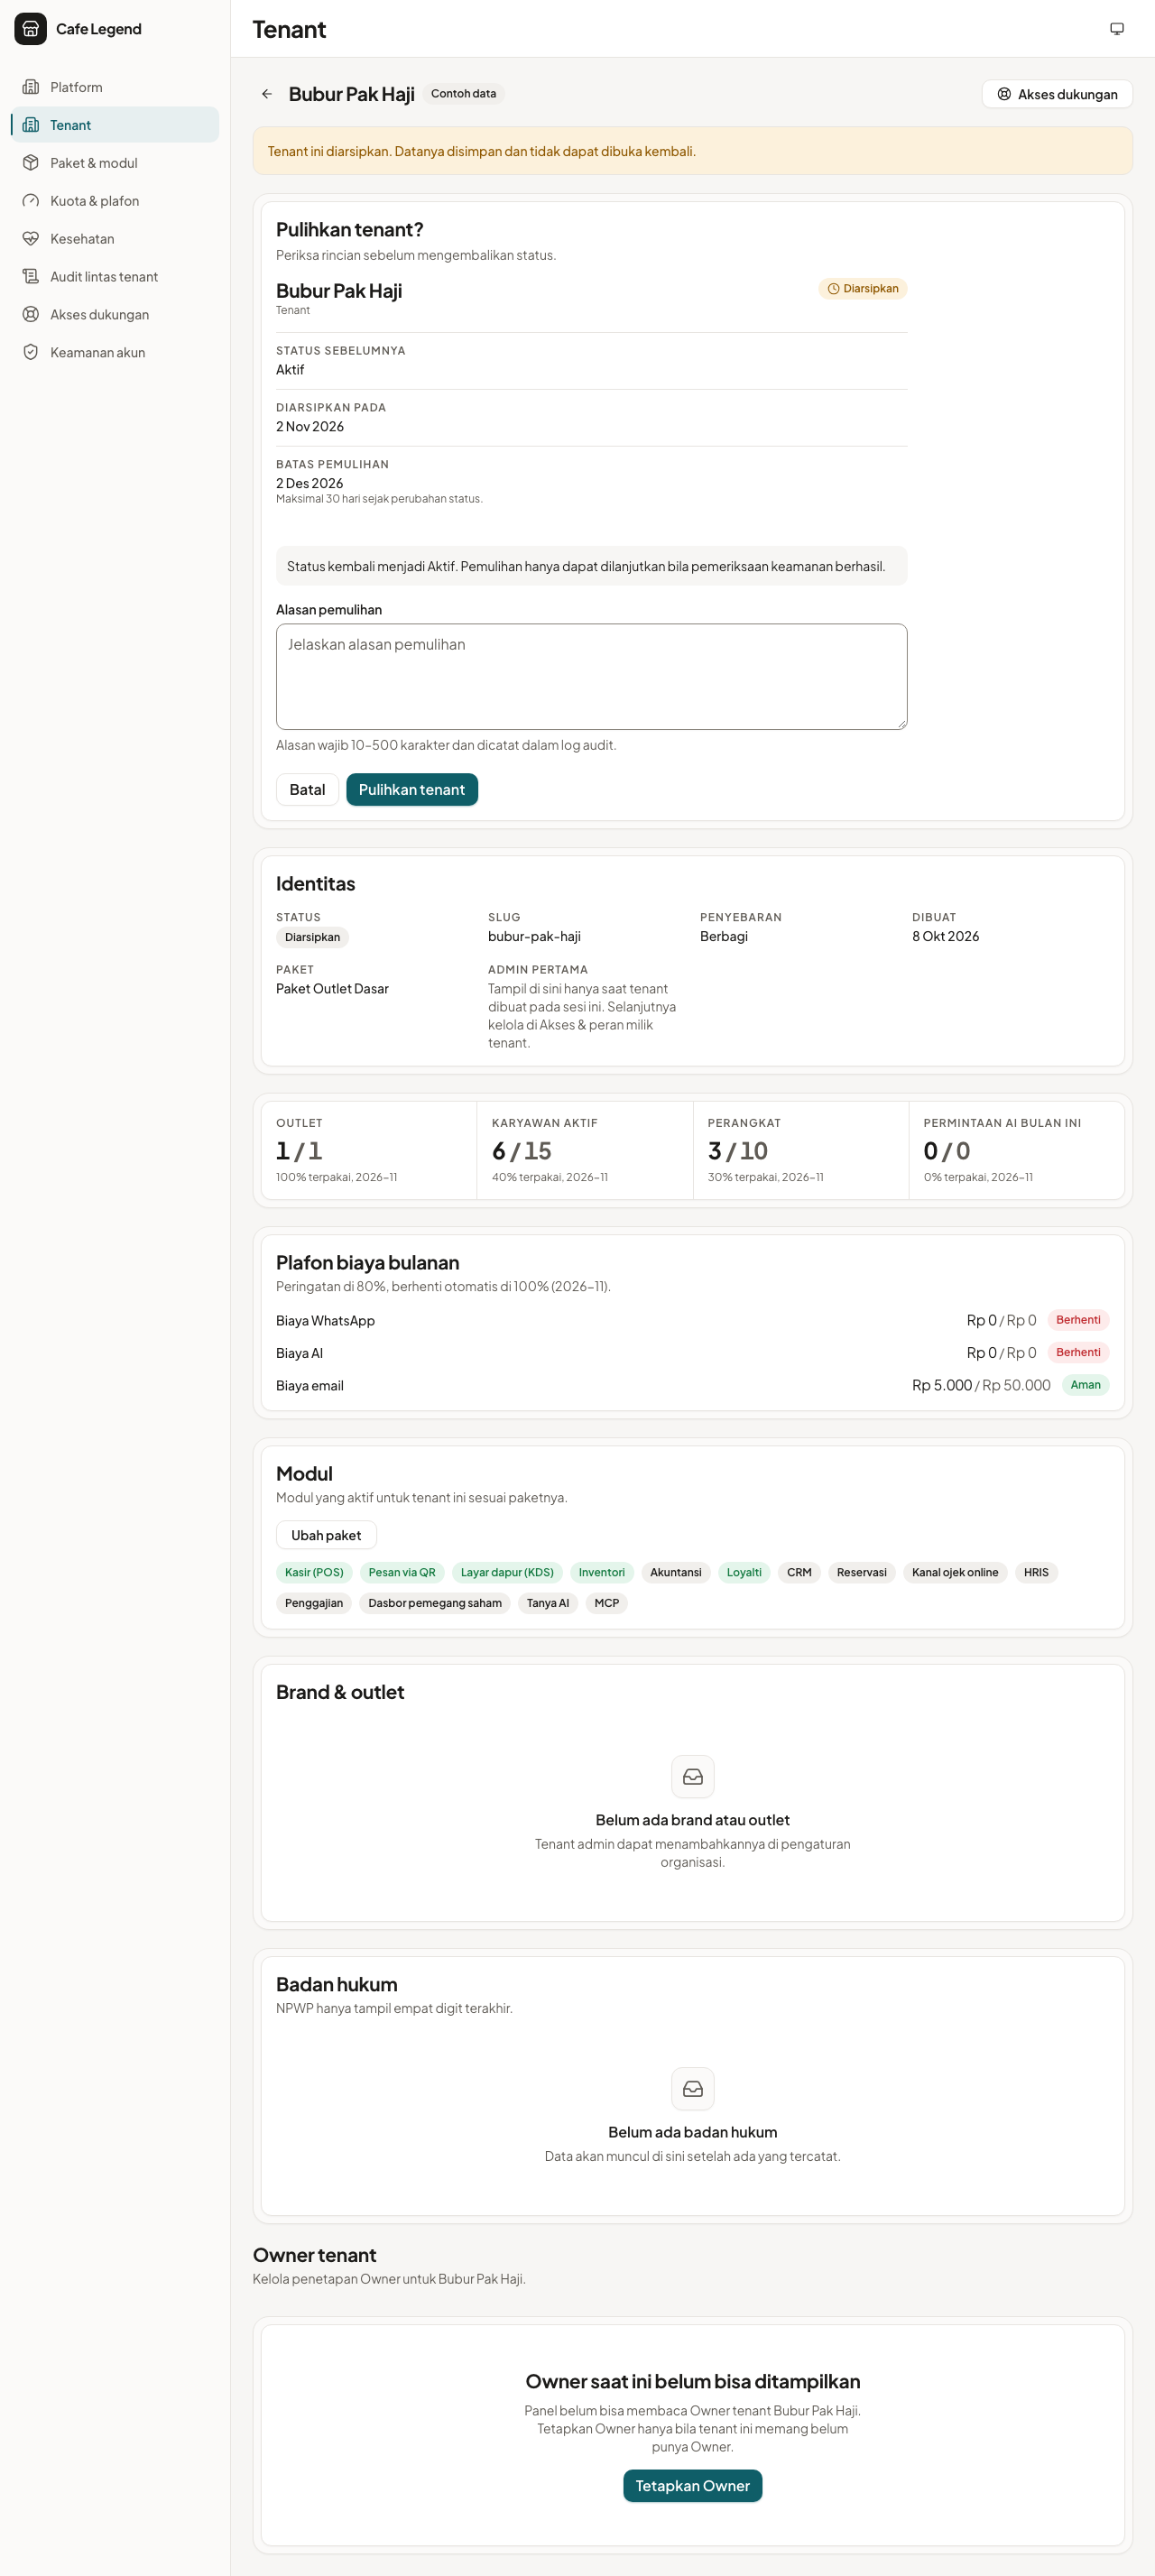 Cafe Legend
Tenant
Platform
Tenant
Paket & modul
Kuota & plafon
Kesehatan
Audit lintas tenant
Akses dukungan
Keamanan akun
Bubur Pak Haji
Contoh data
Akses dukungan
Tenant ini diarsipkan. Datanya disimpan dan tidak dapat dibuka kembali.
Pulihkan tenant?
Periksa rincian sebelum mengembalikan status.
Bubur Pak Haji
Diarsipkan
Tenant
STATUS SEBELUMNYA
Aktif
DIARSIPKAN PADA
2 Nov 2026
BATAS PEMULIHAN
2 Des 2026
Maksimal 30 hari sejak perubahan status.
Status kembali menjadi Aktif. Pemulihan hanya dapat dilanjutkan bila pemeriksaan keamanan berhasil.
Alasan pemulihan
Jelaskan alasan pemulihan
Alasan wajib 10–500 karakter dan dicatat dalam log audit.
Batal
Pulihkan tenant
Identitas
STATUS
Diarsipkan
SLUG
bubur-pak-haji
PENYEBARAN
Berbagi
DIBUAT
8 Okt 2026
PAKET
Paket Outlet Dasar
ADMIN PERTAMA
Tampil di sini hanya saat tenant
dibuat pada sesi ini. Selanjutnya
kelola di Akses & peran milik
tenant.
OUTLET
1 / 1
100% terpakai, 2026-11
KARYAWAN AKTIF
6 / 15
40% terpakai, 2026-11
PERANGKAT
3 / 10
30% terpakai, 2026-11
PERMINTAAN AI BULAN INI
0 / 0
0% terpakai, 2026-11
Plafon biaya bulanan
Peringatan di 80%, berhenti otomatis di 100% (2026-11).
Biaya WhatsApp
Rp 0 / Rp 0
Berhenti
Biaya AI
Rp 0 / Rp 0
Berhenti
Biaya email
Rp 5.000 / Rp 50.000
Aman
Modul
Modul yang aktif untuk tenant ini sesuai paketnya.
Ubah paket
Kasir (POS)
Pesan via QR
Layar dapur (KDS)
Inventori
Akuntansi
Loyalti
CRM
Reservasi
Kanal ojek online
HRIS
Penggajian
Dasbor pemegang saham
Tanya AI
MCP
Brand & outlet
Belum ada brand atau outlet
Tenant admin dapat menambahkannya di pengaturan
organisasi.
Badan hukum
NPWP hanya tampil empat digit terakhir.
Belum ada badan hukum
Data akan muncul di sini setelah ada yang tercatat.
Owner tenant
Kelola penetapan Owner untuk Bubur Pak Haji.
Owner saat ini belum bisa ditampilkan
Panel belum bisa membaca Owner tenant Bubur Pak Haji.
Tetapkan Owner hanya bila tenant ini memang belum
punya Owner.
Tetapkan Owner